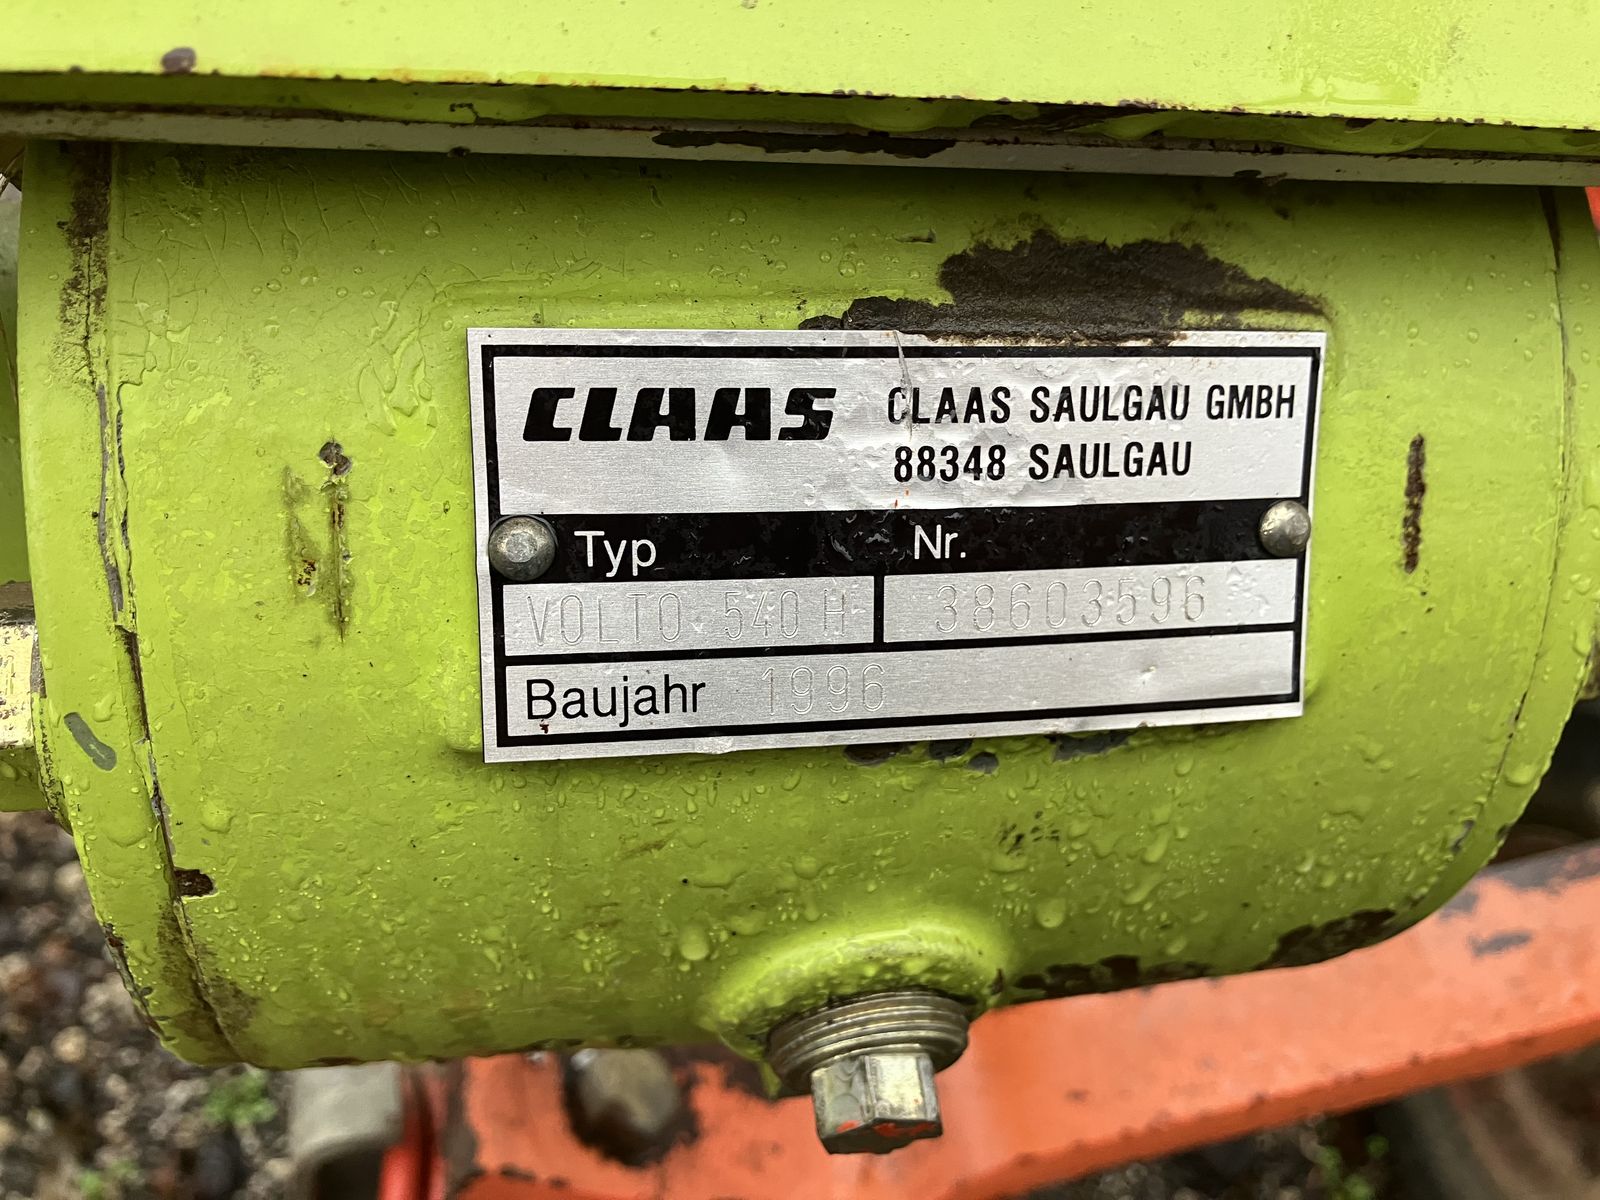 CLAAS CLAAS SAULGAU GMBH
88348 SAULGAU
Typ Nr.
VOLTO 540 H 38603596
Baujahr 1996